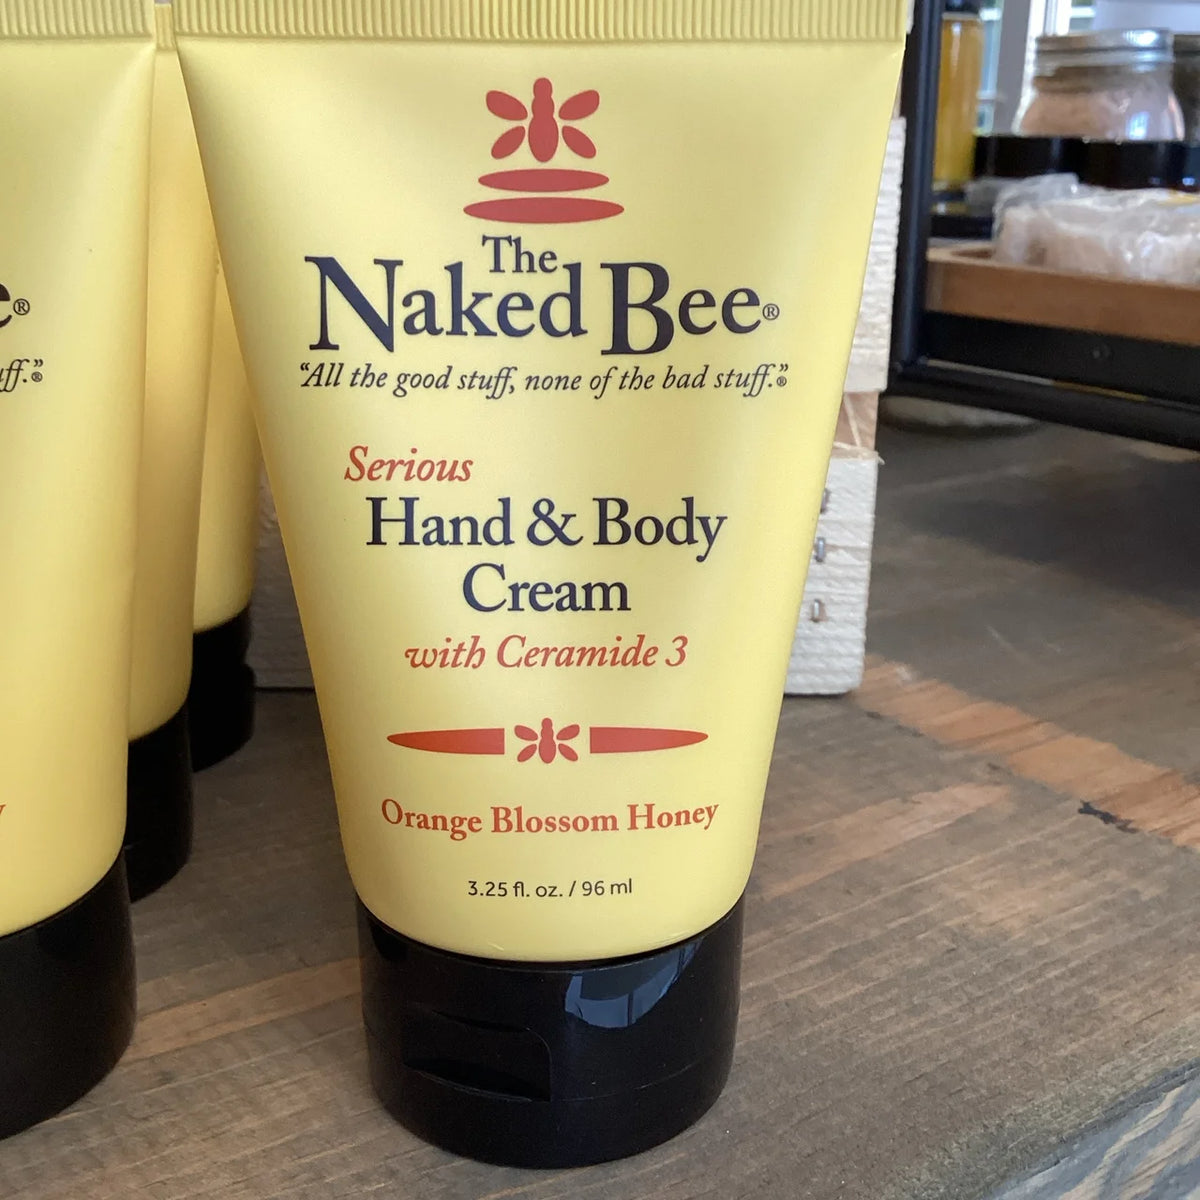 The
Naked Bee®
“All the good stuff, none of the bad stuff.”®
Serious
Hand & Body
Cream
with Ceramide 3
Orange Blossom Honey
3.25 fl. oz. / 96 ml